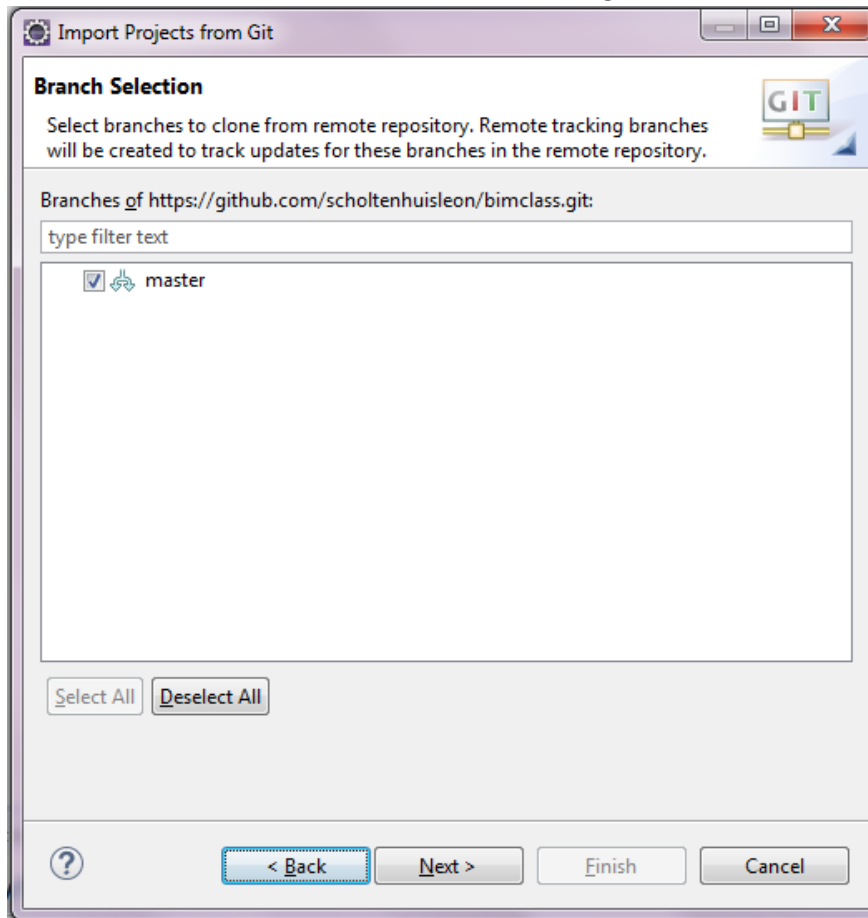 Import Projects from Git
Branch Selection
GIT
Select branches to clone from remote repository. Remote tracking branches
will be created to track updates for these branches in the remote repository.
Branches of https://github.com/scholtenhuisleon/bimclass.git:
type filter text
master
Select All Deselect All
? < Back Next > Finish Cancel